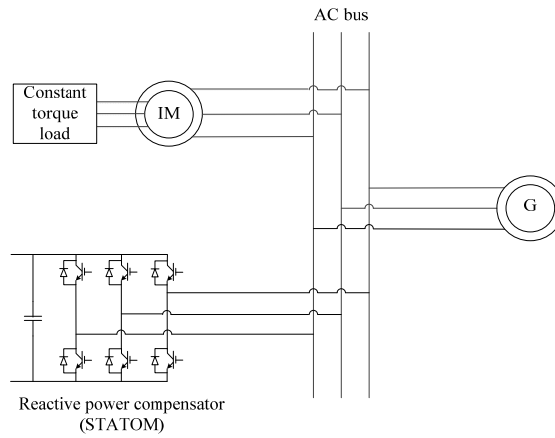 AC bus
Constant
torque
load
IM
G
Reactive power compensator
(STATOM)